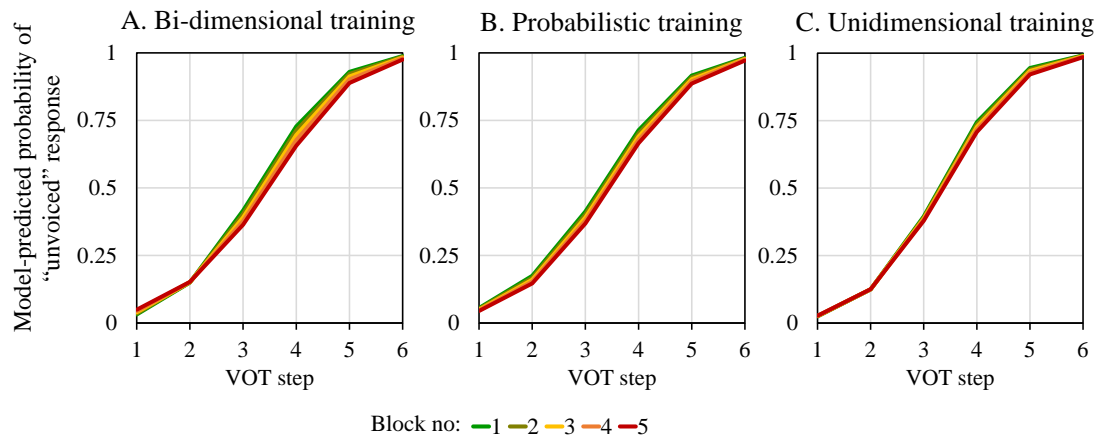 A. Bi-dimensional training
B. Probabilistic training
C. Unidimensional training
Model-predicted probability of
“unvoiced” response
1
0.75
0.5
0.25
0
1 2 3 4 5 6
VOT step
1
0.75
0.5
0.25
0
1 2 3 4 5 6
VOT step
1
0.75
0.5
0.25
0
1 2 3 4 5 6
VOT step
Block no: 1 2 3 4 5